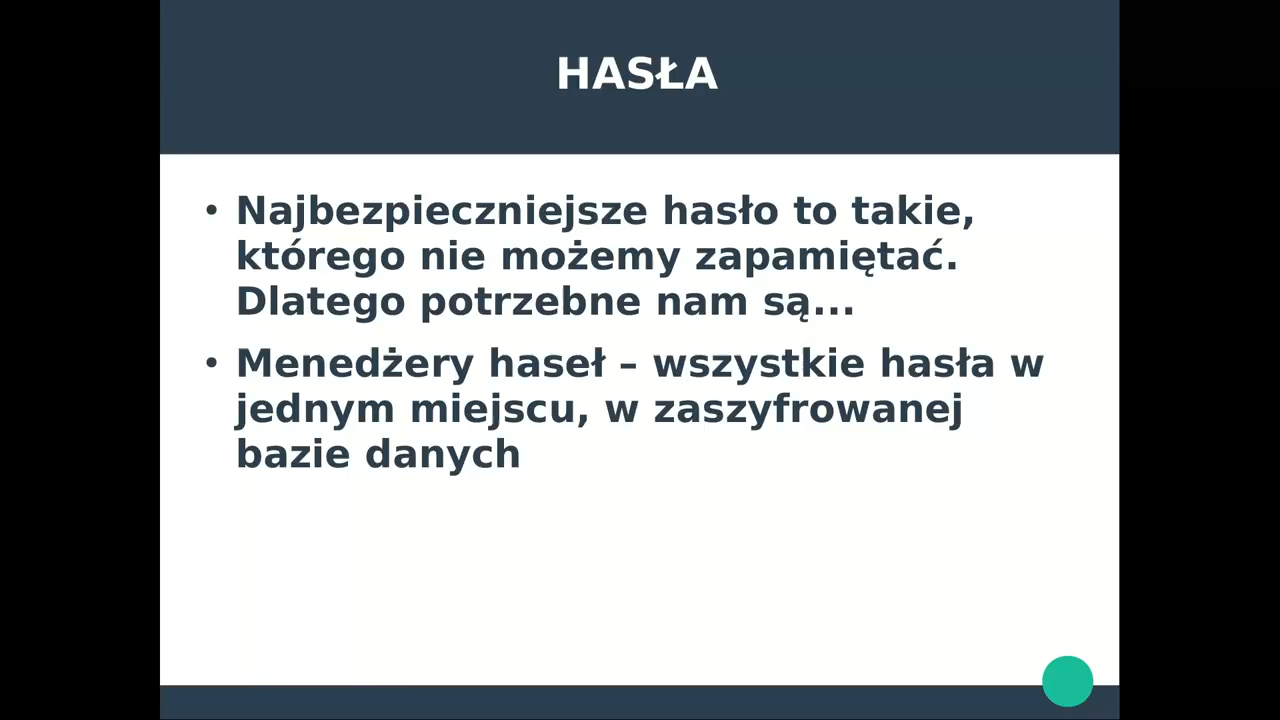 HASŁA
• Najbezpieczniejsze hasło to takie,
którego nie możemy zapamiętać.
Dlatego potrzebne nam są...
• Menedżery haseł – wszystkie hasła w
jednym miejscu, w zaszyfrowanej
bazie danych